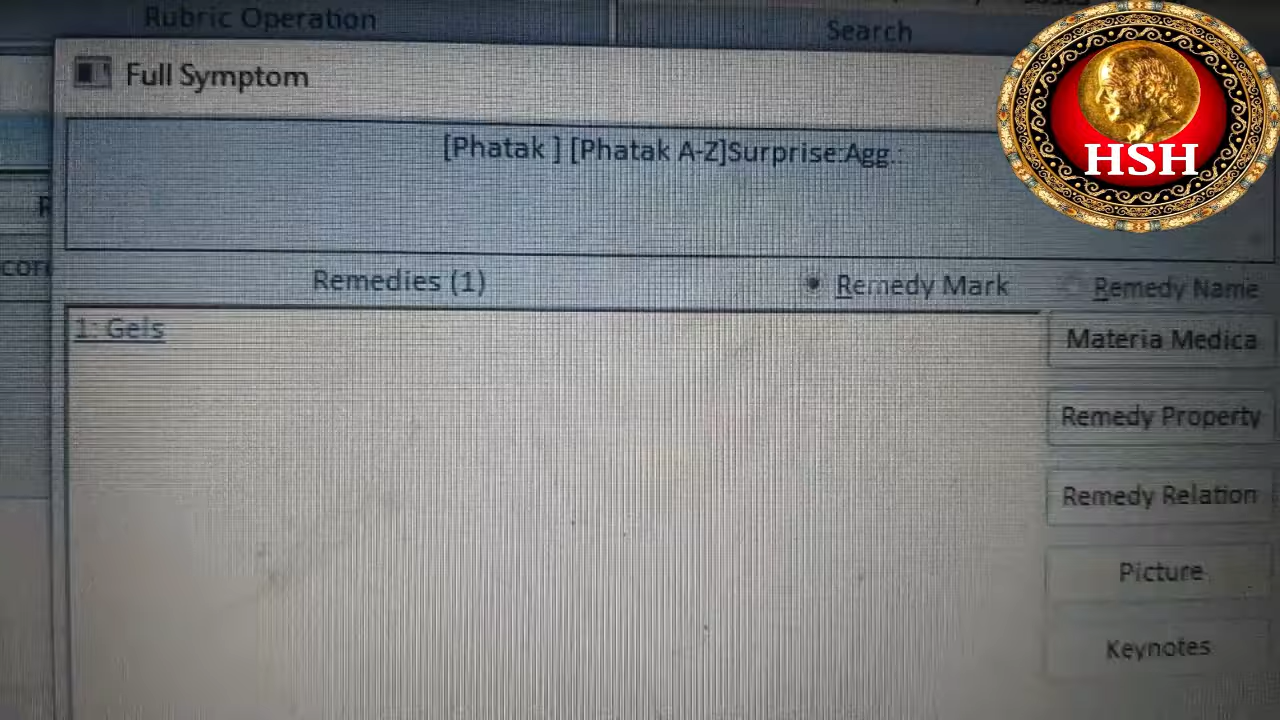 Rubric Operation
Search
Full Symptom
[Phatak ] [Phatak A-Z]Surprise:Agg.:
HSH
Remedies (1)
Remedy Mark
Remedy Name
1: Gels
Materia Medica
Remedy Property
Remedy Relation
Picture
Keynotes